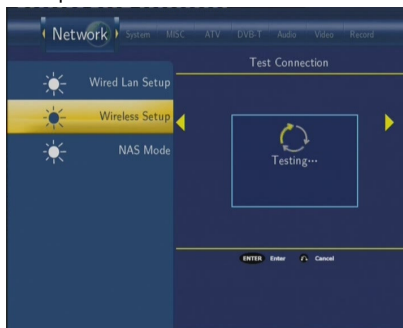 Network System MISC ATV DVB-T Audio Video Record
Test Connection
Wired Lan Setup
Wireless Setup
NAS Mode
Testing···
ENTER Enter Cancel